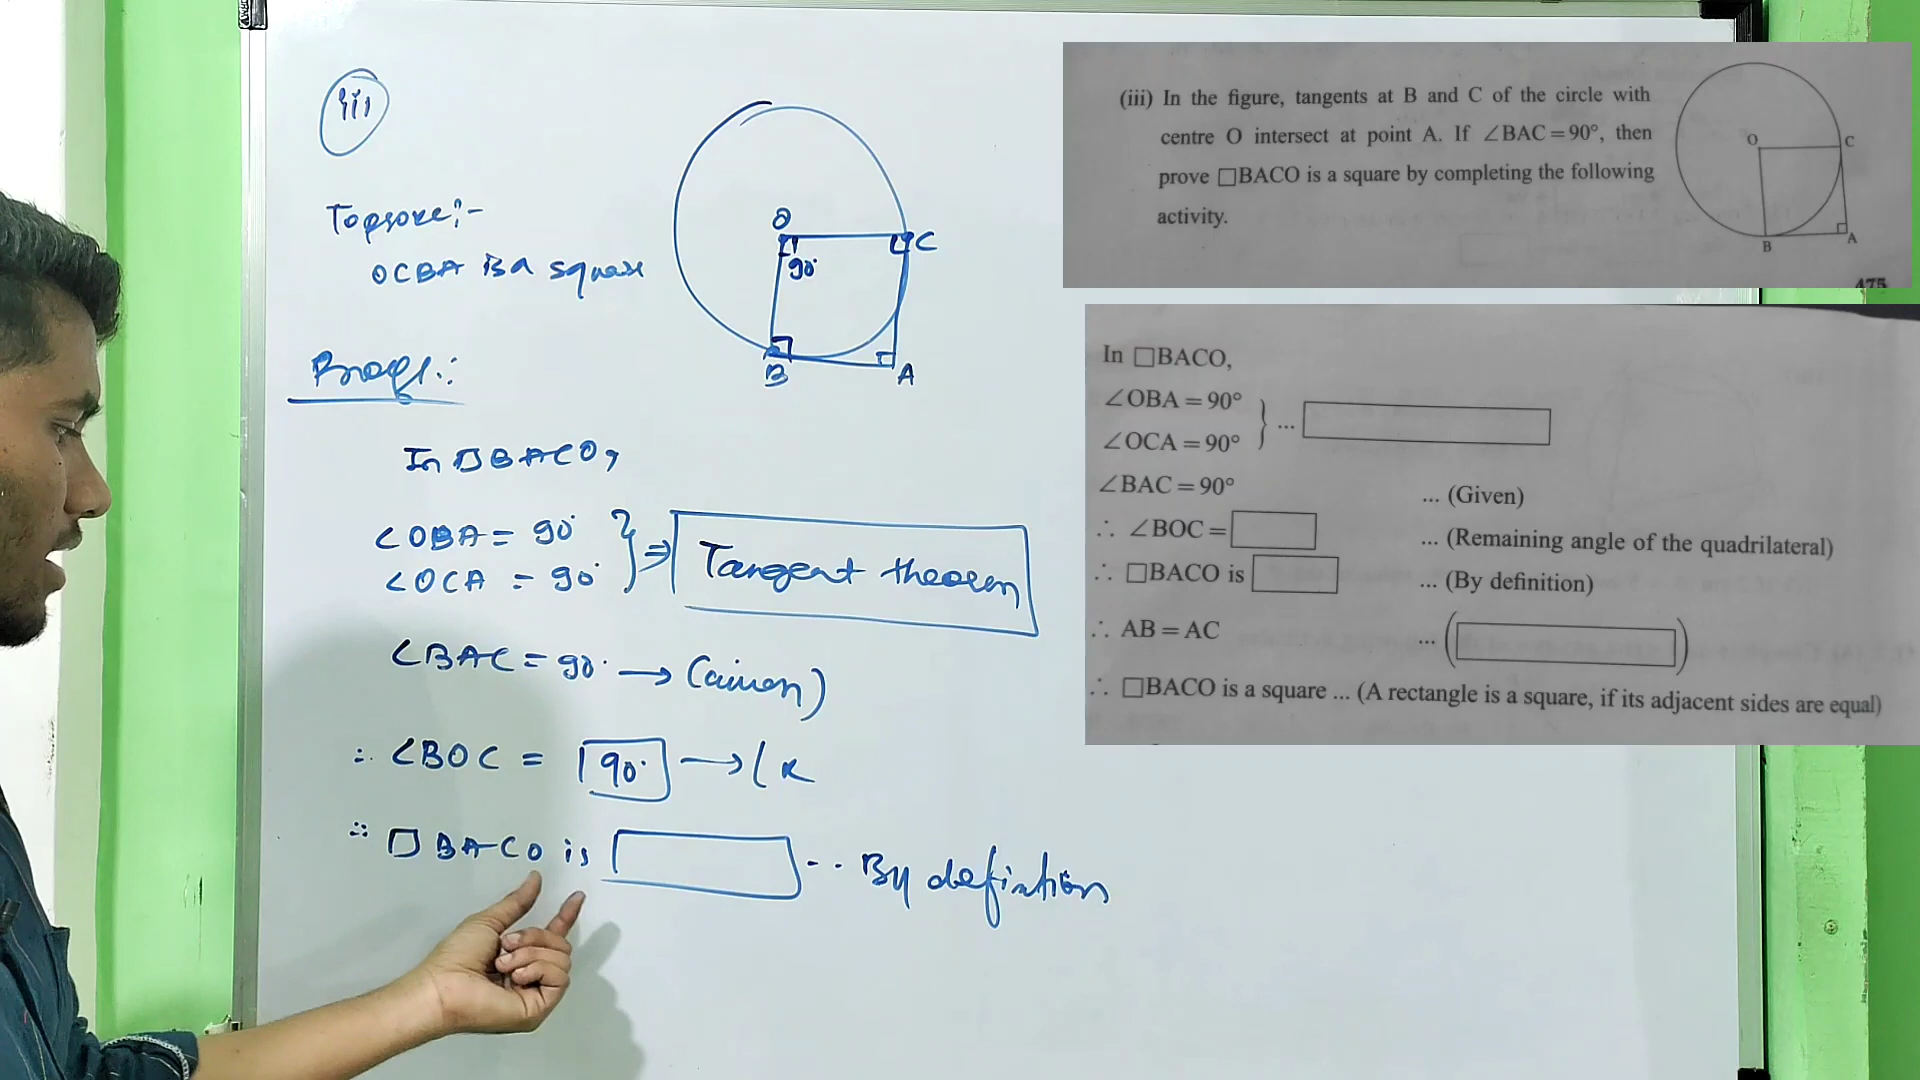 iii
To prove:-
OCBA is a square
O
C
90°
B
A
Proof:
In □BACO,
∠OBA = 90°
∠OCA = 90°
} ⇒ Tangent theorem
∠BAC = 90° → (Given)
∴ ∠BOC = 90° → (R
∴ □BACO is -- By defintion
(iii) In the figure, tangents at B and C of the circle with
centre O intersect at point A. If ∠BAC = 90°, then
prove □BACO is a square by completing the following
activity.
O
C
B
A
475
In □BACO,
∠OBA = 90°
∠OCA = 90°
} ...
∠BAC = 90° ... (Given)
∴ ∠BOC = ... (Remaining angle of the quadrilateral)
∴ □BACO is ... (By definition)
∴ AB = AC ... ( )
∴ □BACO is a square ... (A rectangle is a square, if its adjacent sides are equal)